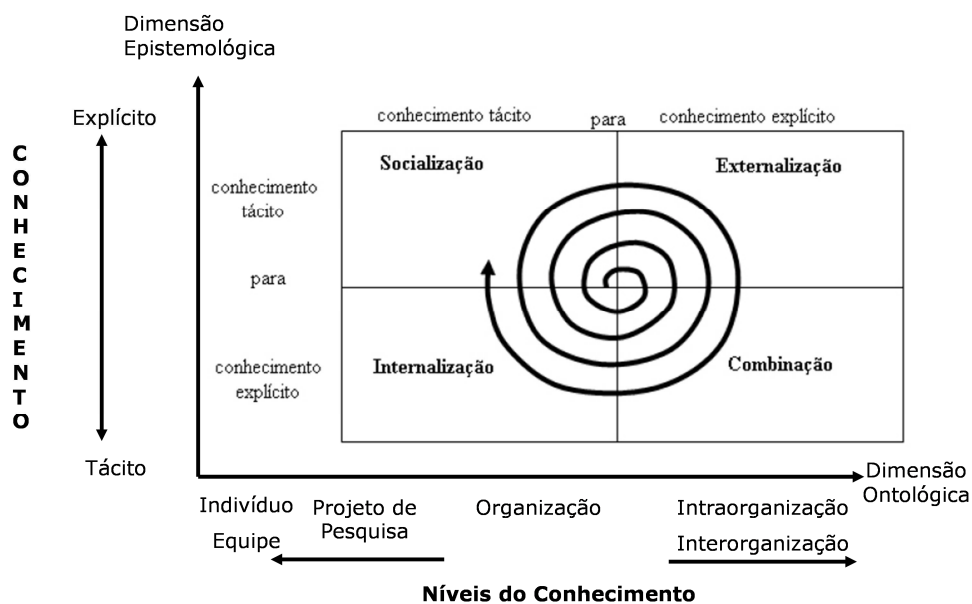 Dimensão
Epistemológica
Explícito
CONHECIMENTO
conhecimento tácito para conhecimento explícito
Socialização Externalização
conhecimento
tácito
para
Internalização Combinação
conhecimento
explícito
Tácito
Dimensão
Ontológica
Indivíduo Projeto de Organização Intraorganização
Pesquisa
Equipe Interorganização
Níveis do Conhecimento